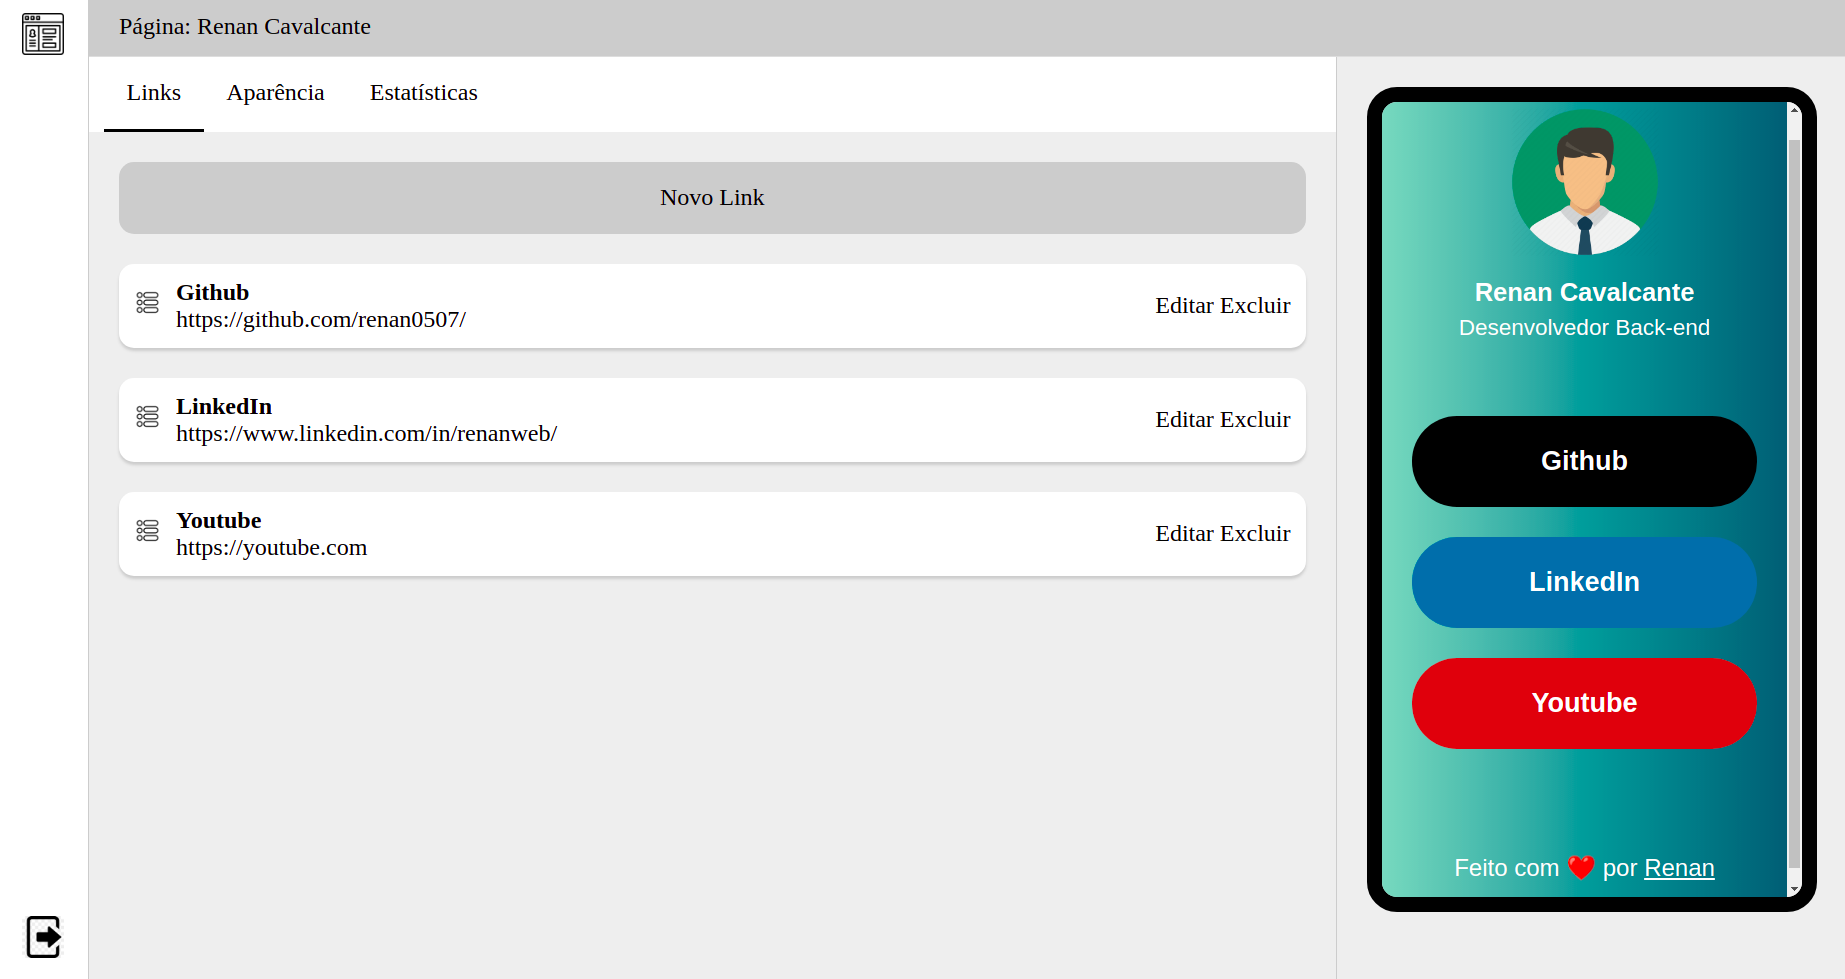 Página: Renan Cavalcante
Links Aparência Estatísticas
Novo Link
Github
https://github.com/renan0507/
Editar Excluir
LinkedIn
https://www.linkedin.com/in/renanweb/
Editar Excluir
Youtube
https://youtube.com
Editar Excluir
Renan Cavalcante
Desenvolvedor Back-end
Github
LinkedIn
Youtube
Feito com ❤️ por Renan